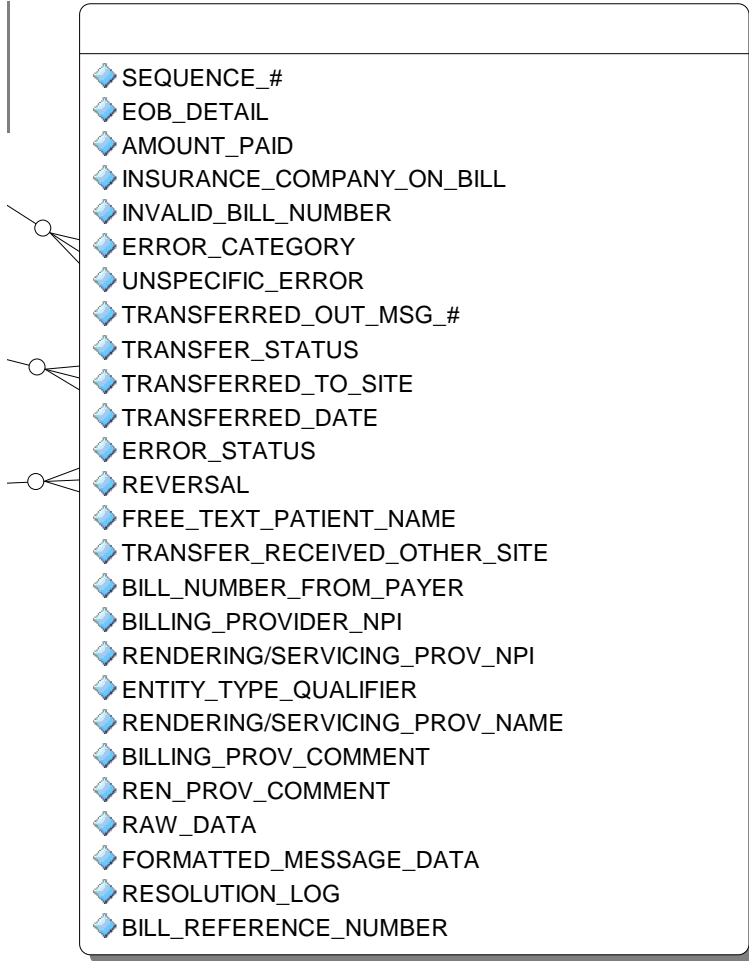 SEQUENCE_#
EOB_DETAIL
AMOUNT_PAID
INSURANCE_COMPANY_ON_BILL
INVALID_BILL_NUMBER
ERROR_CATEGORY
UNSPECIFIC_ERROR
TRANSFERRED_OUT_MSG_#
TRANSFER_STATUS
TRANSFERRED_TO_SITE
TRANSFERRED_DATE
ERROR_STATUS
REVERSAL
FREE_TEXT_PATIENT_NAME
TRANSFER_RECEIVED_OTHER_SITE
BILL_NUMBER_FROM_PAYER
BILLING_PROVIDER_NPI
RENDERING/SERVICING_PROV_NPI
ENTITY_TYPE_QUALIFIER
RENDERING/SERVICING_PROV_NAME
BILLING_PROV_COMMENT
REN_PROV_COMMENT
RAW_DATA
FORMATTED_MESSAGE_DATA
RESOLUTION_LOG
BILL_REFERENCE_NUMBER